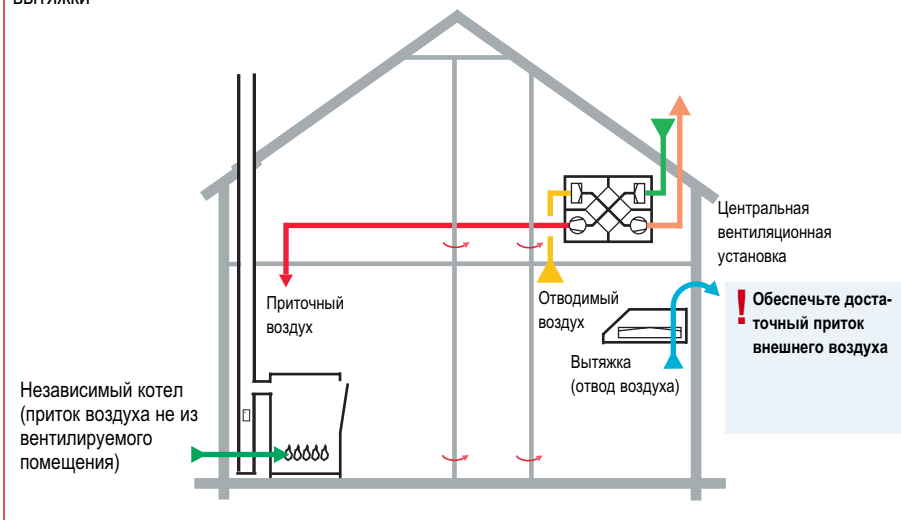 вытяжки
Центральная
вентиляционная
установка
Приточный
воздух
Отводимый
воздух
! Обеспечьте доста-
точный приток
внешнего воздуха
Вытяжка
(отвод воздуха)
Независимый котел
(приток воздуха не из
вентилируемого
помещения)